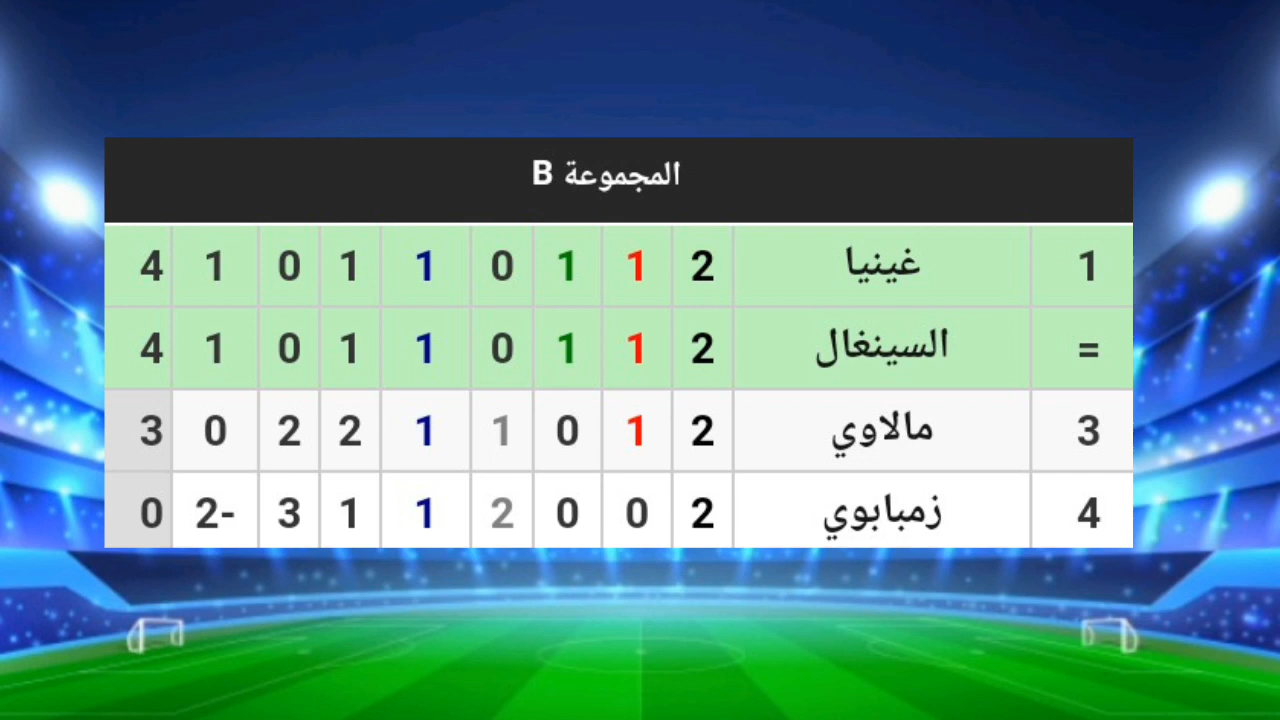 المجموعة B
1 غينيا 2 1 1 0 1 1 0 1 4
= السينغال 2 1 1 0 1 1 0 1 4
3 مالاوي 2 1 0 1 1 2 2 0 3
4 زمبابوي 2 0 0 2 1 1 3 2- 0